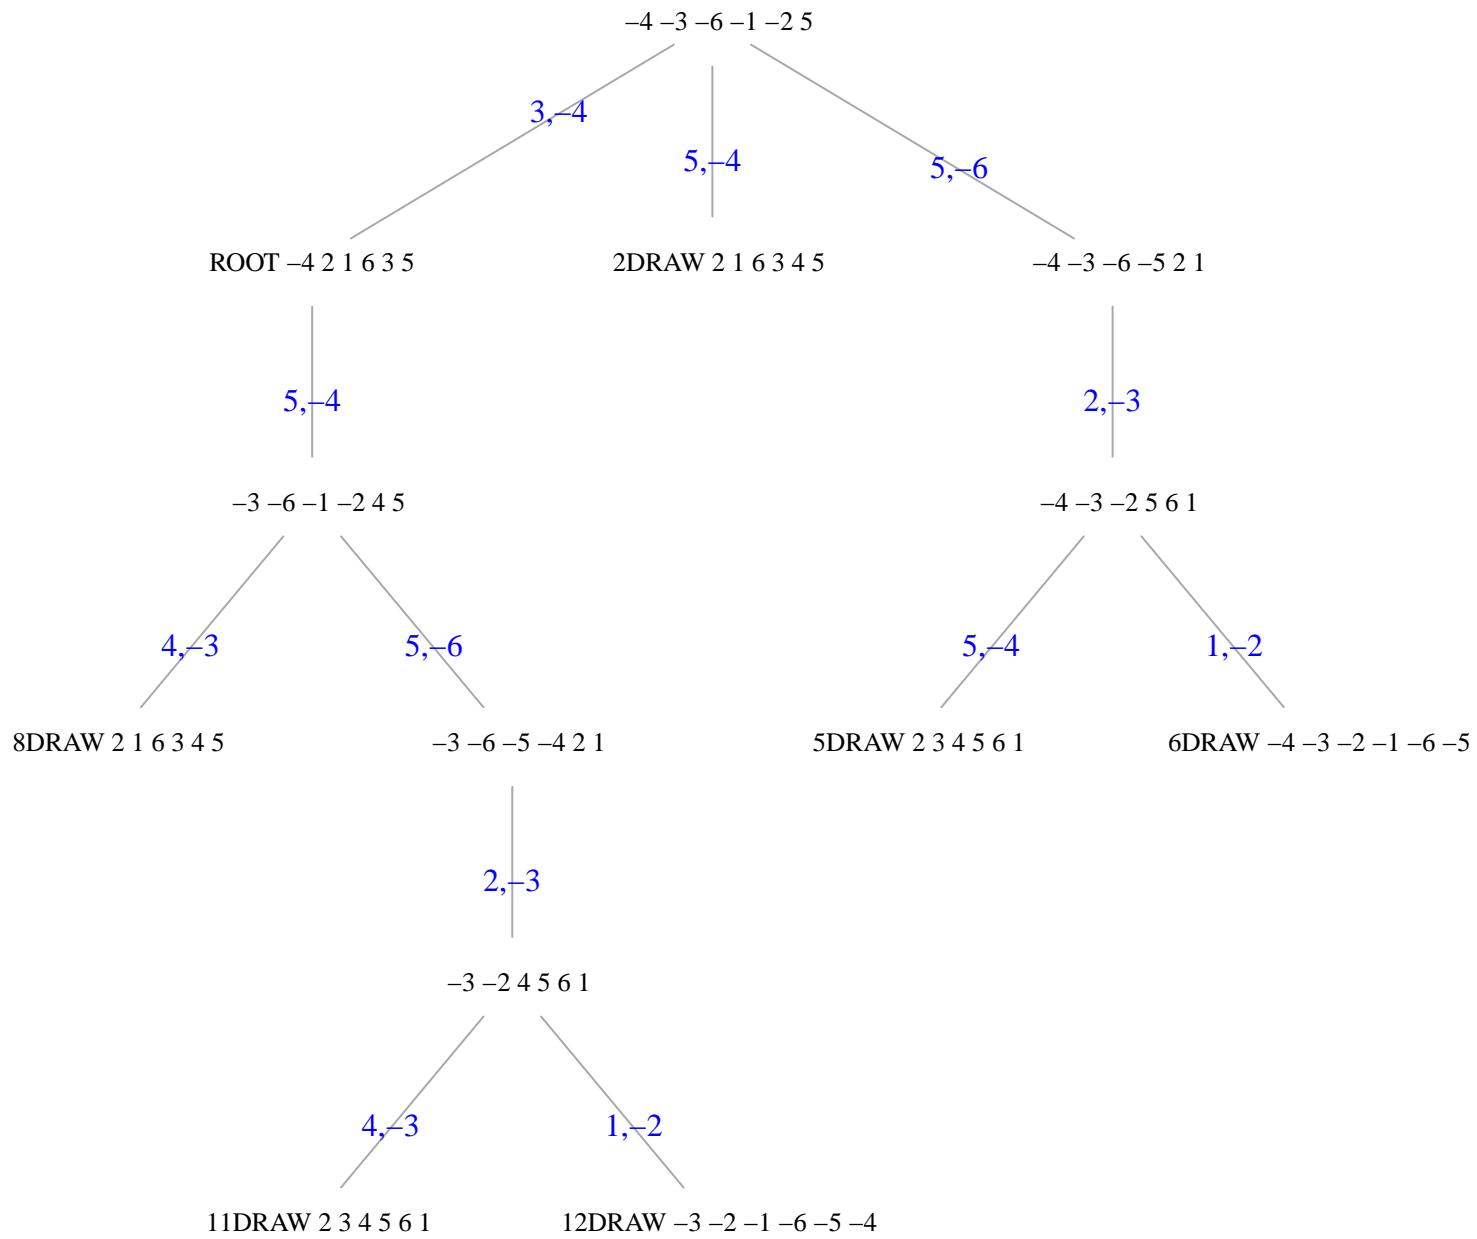 –4 –3 –6 –1 –2 5
3,–4
5,–4
5,–6
ROOT –4 2 1 6 3 5
2DRAW 2 1 6 3 4 5
–4 –3 –6 –5 2 1
5,–4
2,–3
–3 –6 –1 –2 4 5
–4 –3 –2 5 6 1
4,–3
5,–6
5,–4
1,–2
8DRAW 2 1 6 3 4 5
–3 –6 –5 –4 2 1
5DRAW 2 3 4 5 6 1
6DRAW –4 –3 –2 –1 –6 –5
2,–3
–3 –2 4 5 6 1
4,–3
1,–2
11DRAW 2 3 4 5 6 1
12DRAW –3 –2 –1 –6 –5 –4